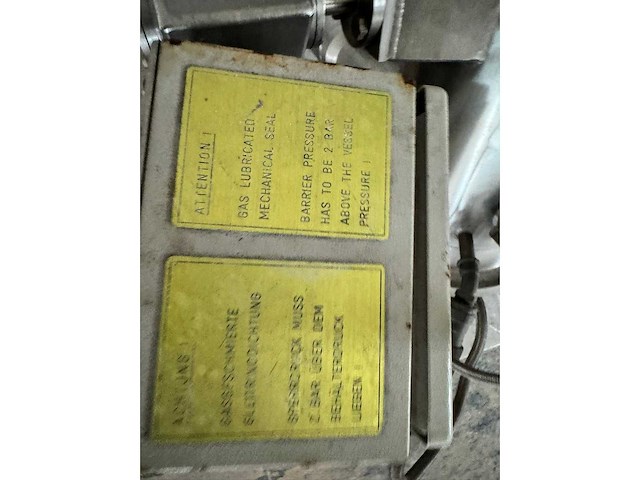 ATTENTION !
GAS LUBRICATED
MECHANICAL SEAL
BARRIER PRESSURE
HAS TO BE 2 BAR
ABOVE THE VESSEL
PRESSURE !
ACHTUNG !
GASGESCHMIERTE
GLEITRINGDICHTUNG
SPERRDRUCK MUSS
2 BAR ÜBER DEM
BEHÄLTERDRUCK
LIEGEN !